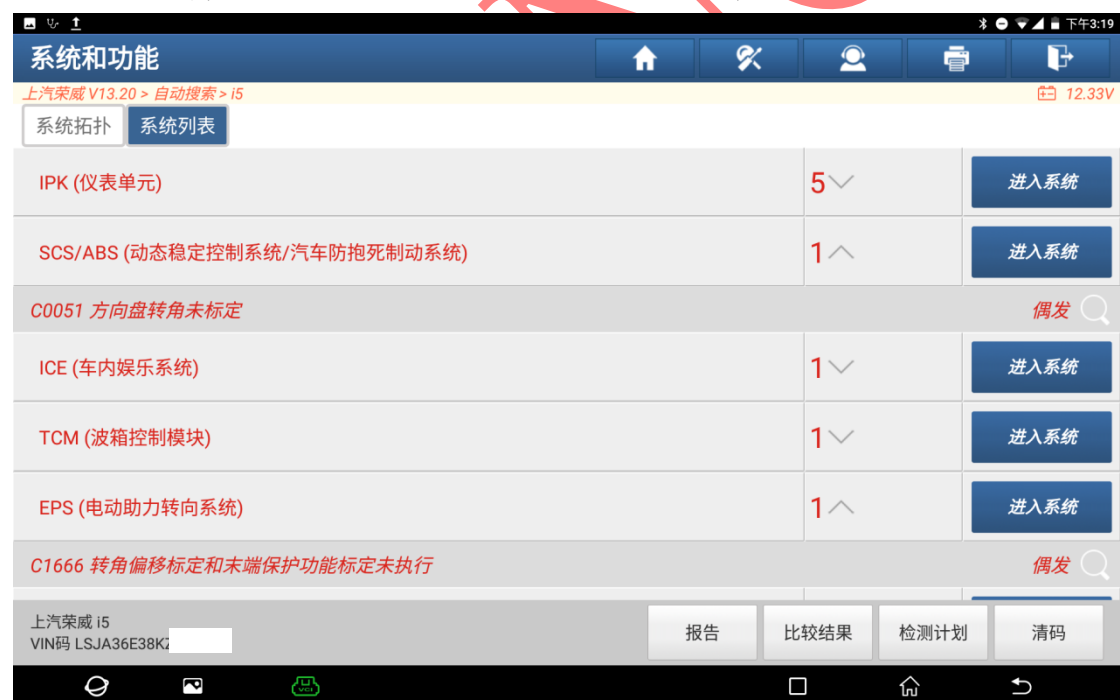 下午3:19
系统和功能
上汽荣威 V13.20 > 自动搜索 > i5
12.33V
系统拓扑 系统列表
IPK (仪表单元) 5 进入系统
SCS/ABS (动态稳定控制系统/汽车防抱死制动系统) 1 进入系统
C0051 方向盘转角未标定 偶发
ICE (车内娱乐系统) 1 进入系统
TCM (波箱控制模块) 1 进入系统
EPS (电动助力转向系统) 1 进入系统
C1666 转角偏移标定和末端保护功能标定未执行 偶发
上汽荣威 i5
VIN码 LSJA36E38KZ
报告 比较结果 检测计划 清码
VCI